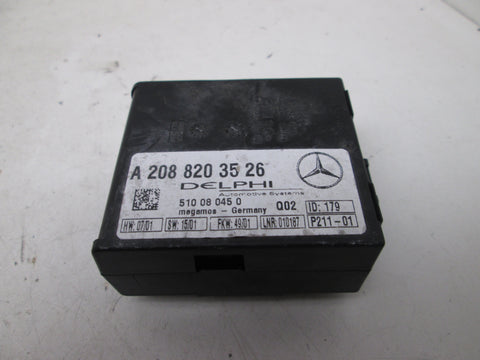 A 208 820 35 26
DELPHI
Automotive Systems
510 08 045 0
megamos - Germany Q02 ID: 179
HW: 07/01 SW: 15/01 FKW: 49/01 LNR: 010167 P211-01